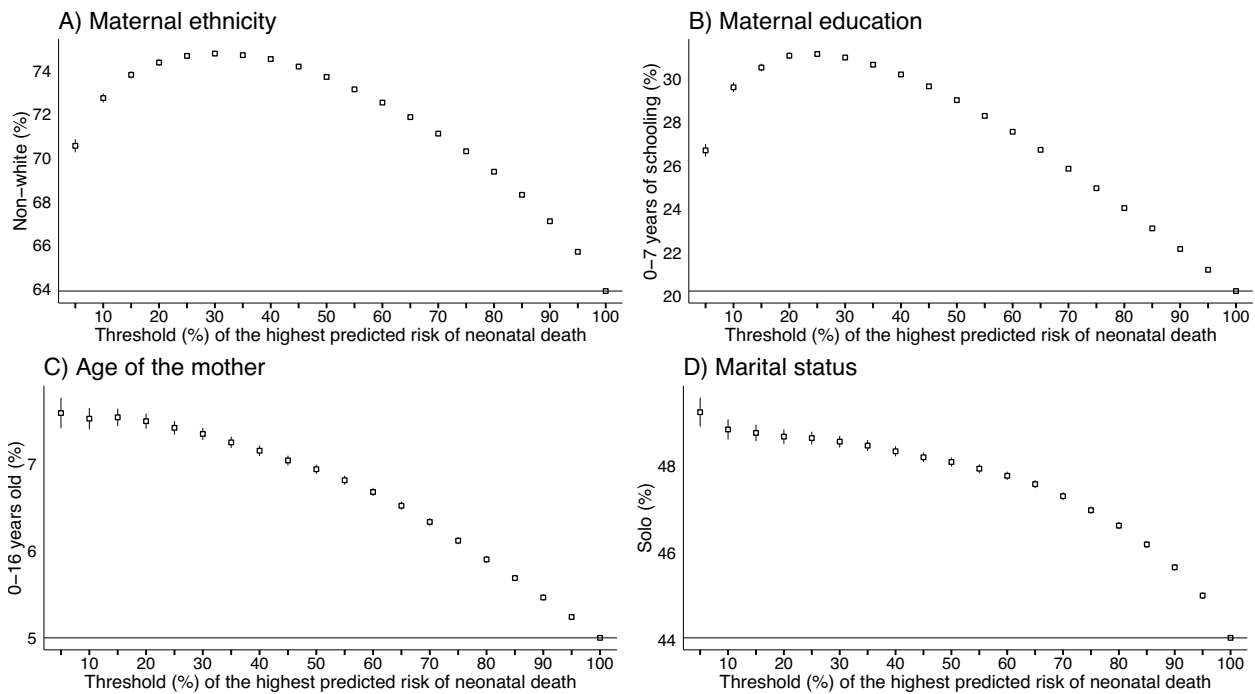 A) Maternal ethnicity
Non−white (%)
74
72
70
68
66
64
10 20 30 40 50 60 70 80 90 100
Threshold (%) of the highest predicted risk of neonatal death
B) Maternal education
0−7 years of schooling (%)
30
28
26
24
22
20
10 20 30 40 50 60 70 80 90 100
Threshold (%) of the highest predicted risk of neonatal death
C) Age of the mother
0−16 years old (%)
7
6
5
10 20 30 40 50 60 70 80 90 100
Threshold (%) of the highest predicted risk of neonatal death
D) Marital status
Solo (%)
48
46
44
10 20 30 40 50 60 70 80 90 100
Threshold (%) of the highest predicted risk of neonatal death